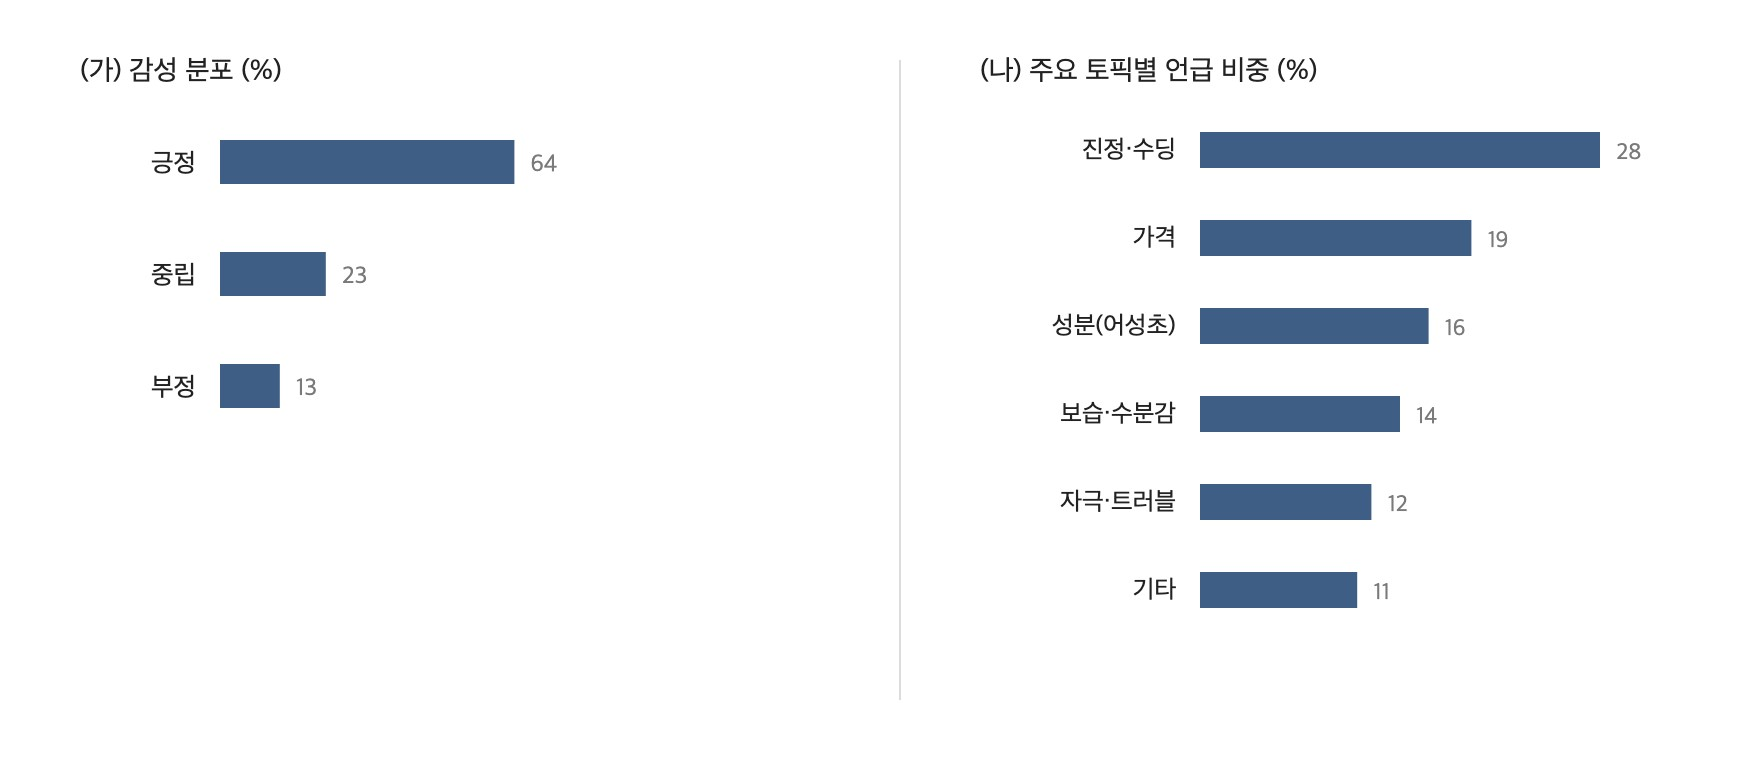 (가) 감성 분포 (%)
긍정 64
중립 23
부정 13
(나) 주요 토픽별 언급 비중 (%)
진정·수딩 28
가격 19
성분(어성초) 16
보습·수분감 14
자극·트러블 12
기타 11